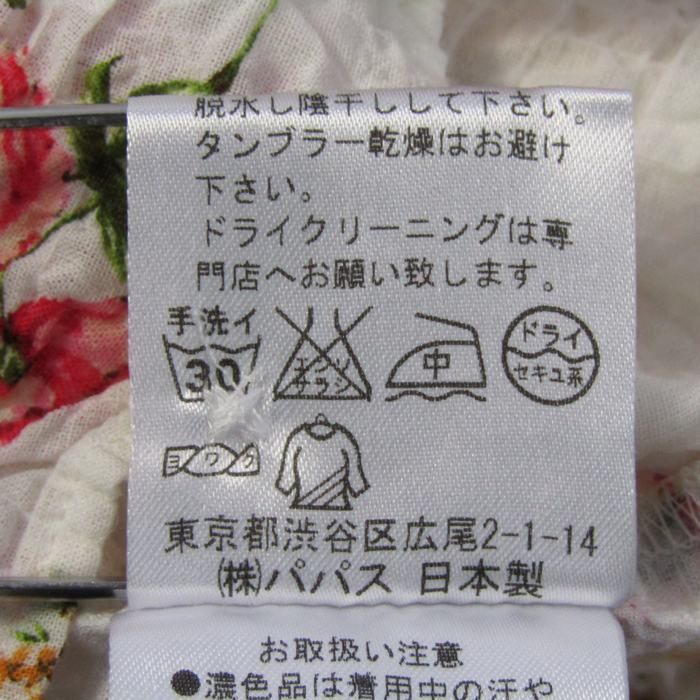 脱水し陰干しして下さい。
タンブラー乾燥はお避け
下さい。
ドライクリーニングは専
門店へお願い致します。
手洗イ
30
エンソ
サラシ
中
ドライ
セキユ系
ヨワク
東京都渋谷区広尾2-1-14
㈱パパス 日本製
お取扱い注意
●濃色品は着用中の汗や